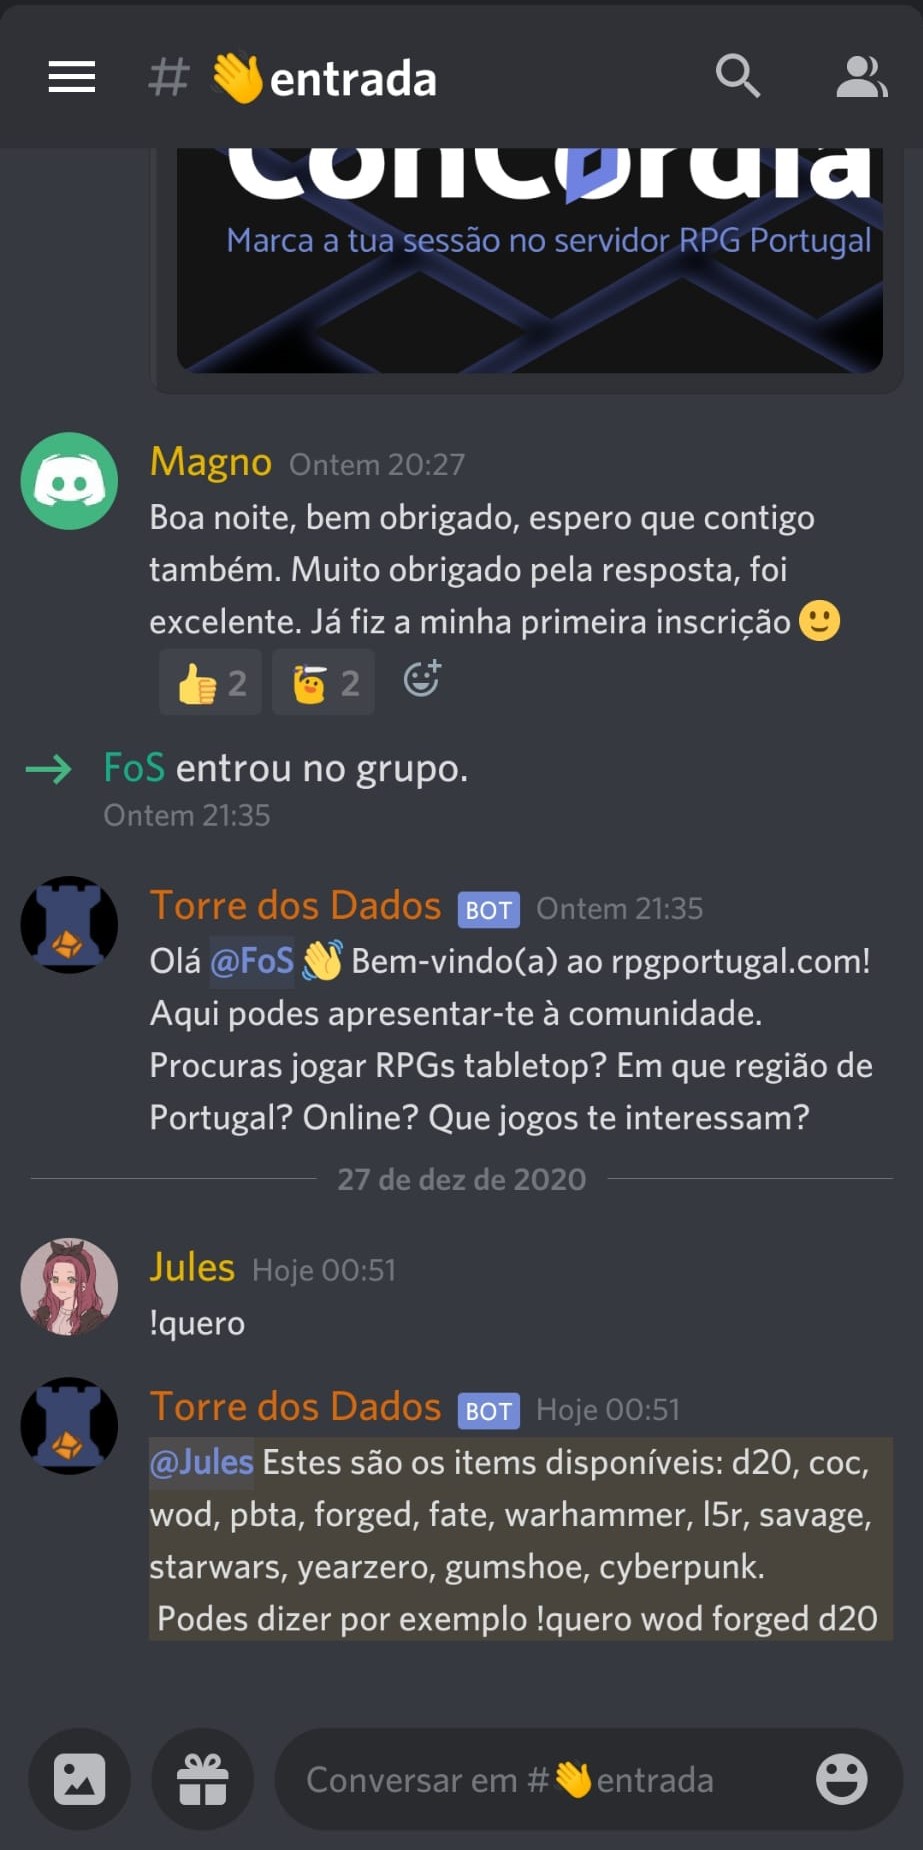 # 👋entrada
ConCordia
Marca a tua sessão no servidor RPG Portugal
Magno Ontem 20:27
Boa noite, bem obrigado, espero que contigo
também. Muito obrigado pela resposta, foi
excelente. Já fiz a minha primeira inscrição 🙂
2 2
FoS entrou no grupo.
Ontem 21:35
Torre dos Dados BOT Ontem 21:35
Olá @FoS 👋 Bem-vindo(a) ao rpgportugal.com!
Aqui podes apresentar-te à comunidade.
Procuras jogar RPGs tabletop? Em que região de
Portugal? Online? Que jogos te interessam?
27 de dez de 2020
Jules Hoje 00:51
!quero
Torre dos Dados BOT Hoje 00:51
@Jules Estes são os items disponíveis: d20, coc,
wod, pbta, forged, fate, warhammer, l5r, savage,
starwars, yearzero, gumshoe, cyberpunk.
Podes dizer por exemplo !quero wod forged d20
Conversar em #👋entrada